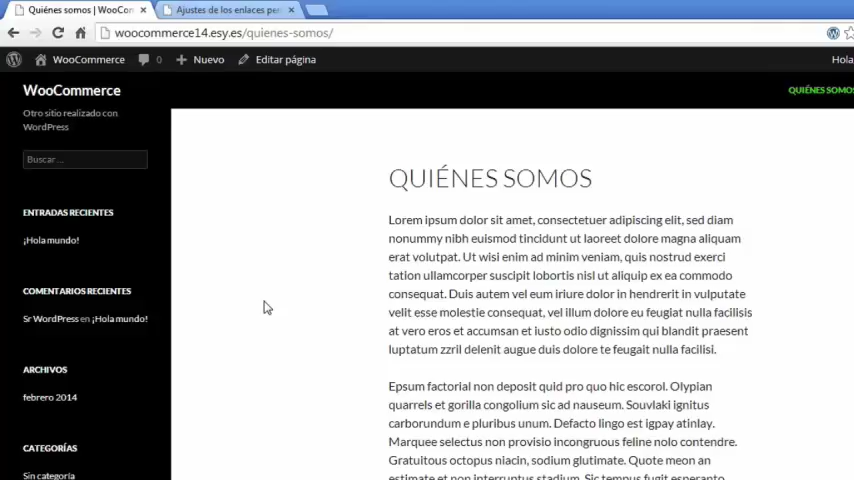 Quiénes somos | WooCom
Ajustes de los enlaces per
woocommerce14.esy.es/quienes-somos/
WooCommerce 0 Nuevo Editar página Hola
WooCommerce
QUIÉNES SOMOS
Otro sitio realizado con
WordPress
Buscar ...
ENTRADAS RECIENTES
¡Hola mundo!
COMENTARIOS RECIENTES
Sr WordPress en ¡Hola mundo!
ARCHIVOS
febrero 2014
CATEGORÍAS
Sin categoría
QUIÉNES SOMOS
Lorem ipsum dolor sit amet, consectetuer adipiscing elit, sed diam
nonummy nibh euismod tincidunt ut laoreet dolore magna aliquam
erat volutpat. Ut wisi enim ad minim veniam, quis nostrud exerci
tation ullamcorper suscipit lobortis nisl ut aliquip ex ea commodo
consequat. Duis autem vel eum iriure dolor in hendrerit in vulputate
velit esse molestie consequat, vel illum dolore eu feugiat nulla facilisis
at vero eros et accumsan et iusto odio dignissim qui blandit praesent
luptatum zzril delenit augue duis dolore te feugait nulla facilisi.
Epsum factorial non deposit quid pro quo hic escorol. Olypian
quarrels et gorilla congolium sic ad nauseum. Souvlaki ignitus
carborundum e pluribus unum. Defacto lingo est igpay atinlay.
Marquee selectus non provisio incongruous feline nolo contendre.
Gratuitous octopus niacin, sodium glutimate. Quote meon an
estimate et non interruptus stadium. Sic tempus fugit esperanto